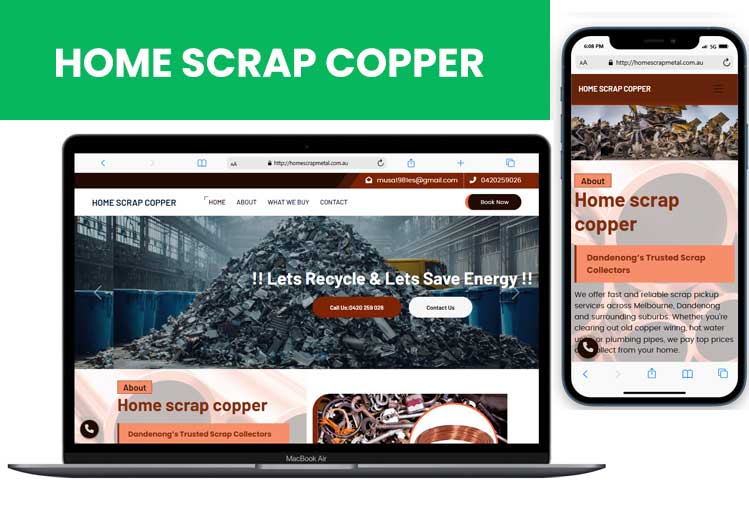 HOME SCRAP COPPER
http://homescrapmetal.com.au
musa1981es@gmail.com 0420259026
HOME SCRAP COPPER HOME ABOUT WHAT WE BUY CONTACT Book Now
!! Lets Recycle & Lets Save Energy !!
Call Us:0420 259 026 Contact Us
About
Home scrap copper
Dandenong's Trusted Scrap Collectors
MacBook Air
6:08 PM 5G
AA http://homescrapmetal.com.au
HOME SCRAP COPPER
About
Home scrap
copper
Dandenong's Trusted Scrap
Collectors
We offer fast and reliable scrap pickup
services across Melbourne, Dandenong
and surrounding suburbs. Whether you're
clearing out old copper wiring, hot water
or plumbing pipes, we pay top prices
collect from your home.